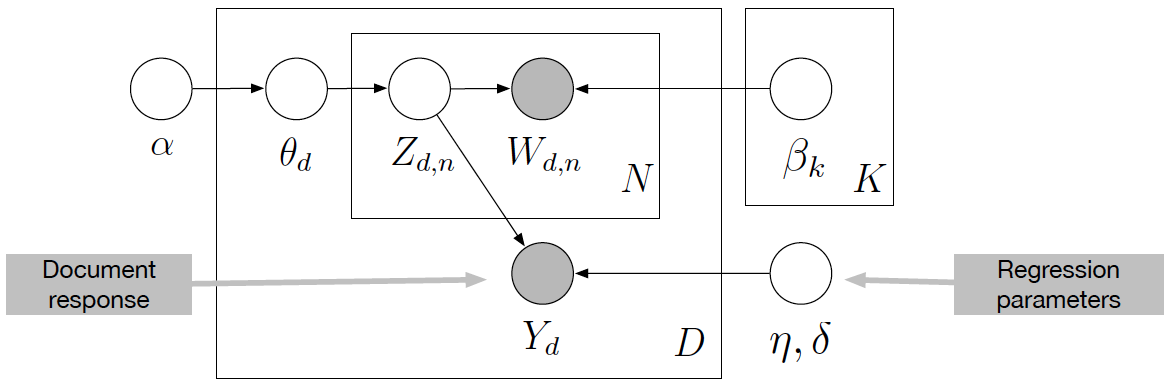 α
θ_d
Z_{d,n}
W_{d,n}
N
β_k
K
Document
response
Y_d
D
η, δ
Regression
parameters